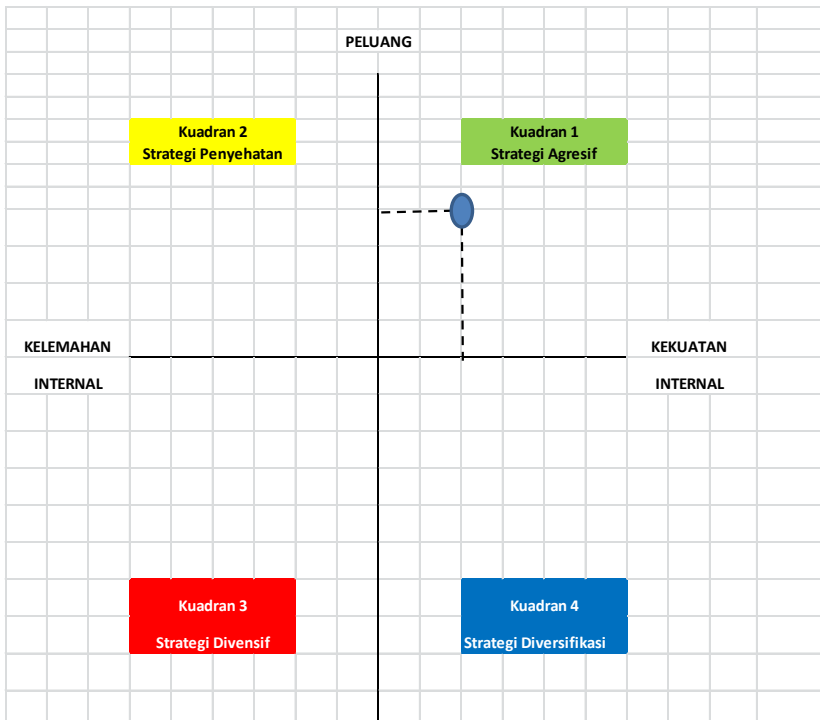 PELUANG
Kuadran 2
Strategi Penyehatan
Kuadran 1
Strategi Agresif
KELEMAHAN
INTERNAL
KEKUATAN
INTERNAL
Kuadran 3
Strategi Divensif
Kuadran 4
Strategi Diversifikasi